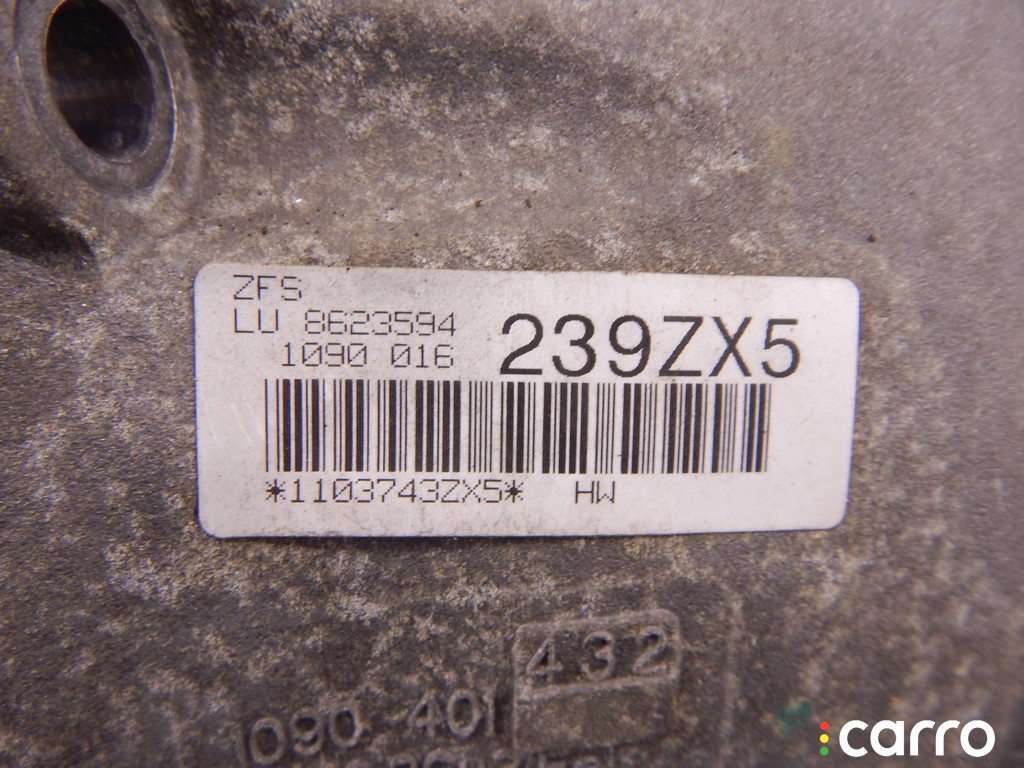 ZFS
LU 8623594
1090 016
239ZX5
*1103743ZX5* HW
432
1090 401
carro